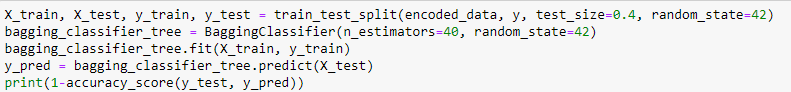 X_train, X_test, y_train, y_test = train_test_split(encoded_data, y, test_size=0.4, random_state=42)
bagging_classifier_tree = BaggingClassifier(n_estimators=40, random_state=42)
bagging_classifier_tree.fit(X_train, y_train)
y_pred = bagging_classifier_tree.predict(X_test)
print(1-accuracy_score(y_test, y_pred))